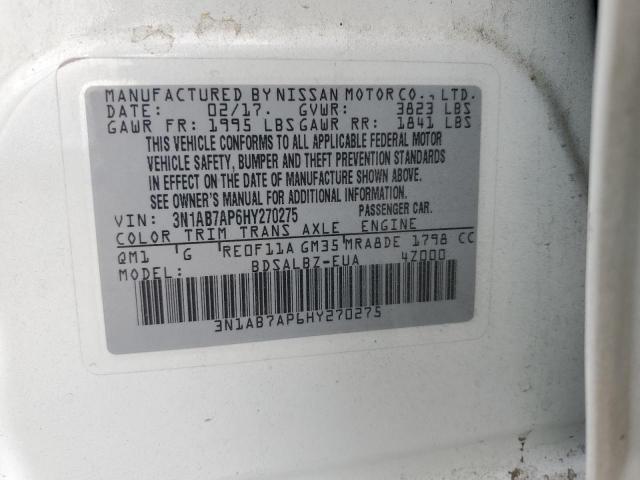 MANUFACTURED BY NISSAN MOTOR CO., LTD.
DATE: 02/17. GVWR: 3823 LBS
GAWR FR: 1995 LBS GAWR RR: 1841 LBS
THIS VEHICLE CONFORMS TO ALL APPLICABLE FEDERAL MOTOR
VEHICLE SAFETY, BUMPER AND THEFT PREVENTION STANDARDS
IN EFFECT ON THE DATE OF MANUFACTURE SHOWN ABOVE.
SEE OWNER'S MANUAL FOR ADDITIONAL INFORMATION.
VIN: 3N1AB7AP6HY270275 PASSENGER CAR.
COLOR TRIM TRANS AXLE ENGINE
QM1 G RE0F11A GM35 MRA8DE 1798 CC
MODEL: BDSALBZ-EUA 4Z000
3N1AB7AP6HY270275